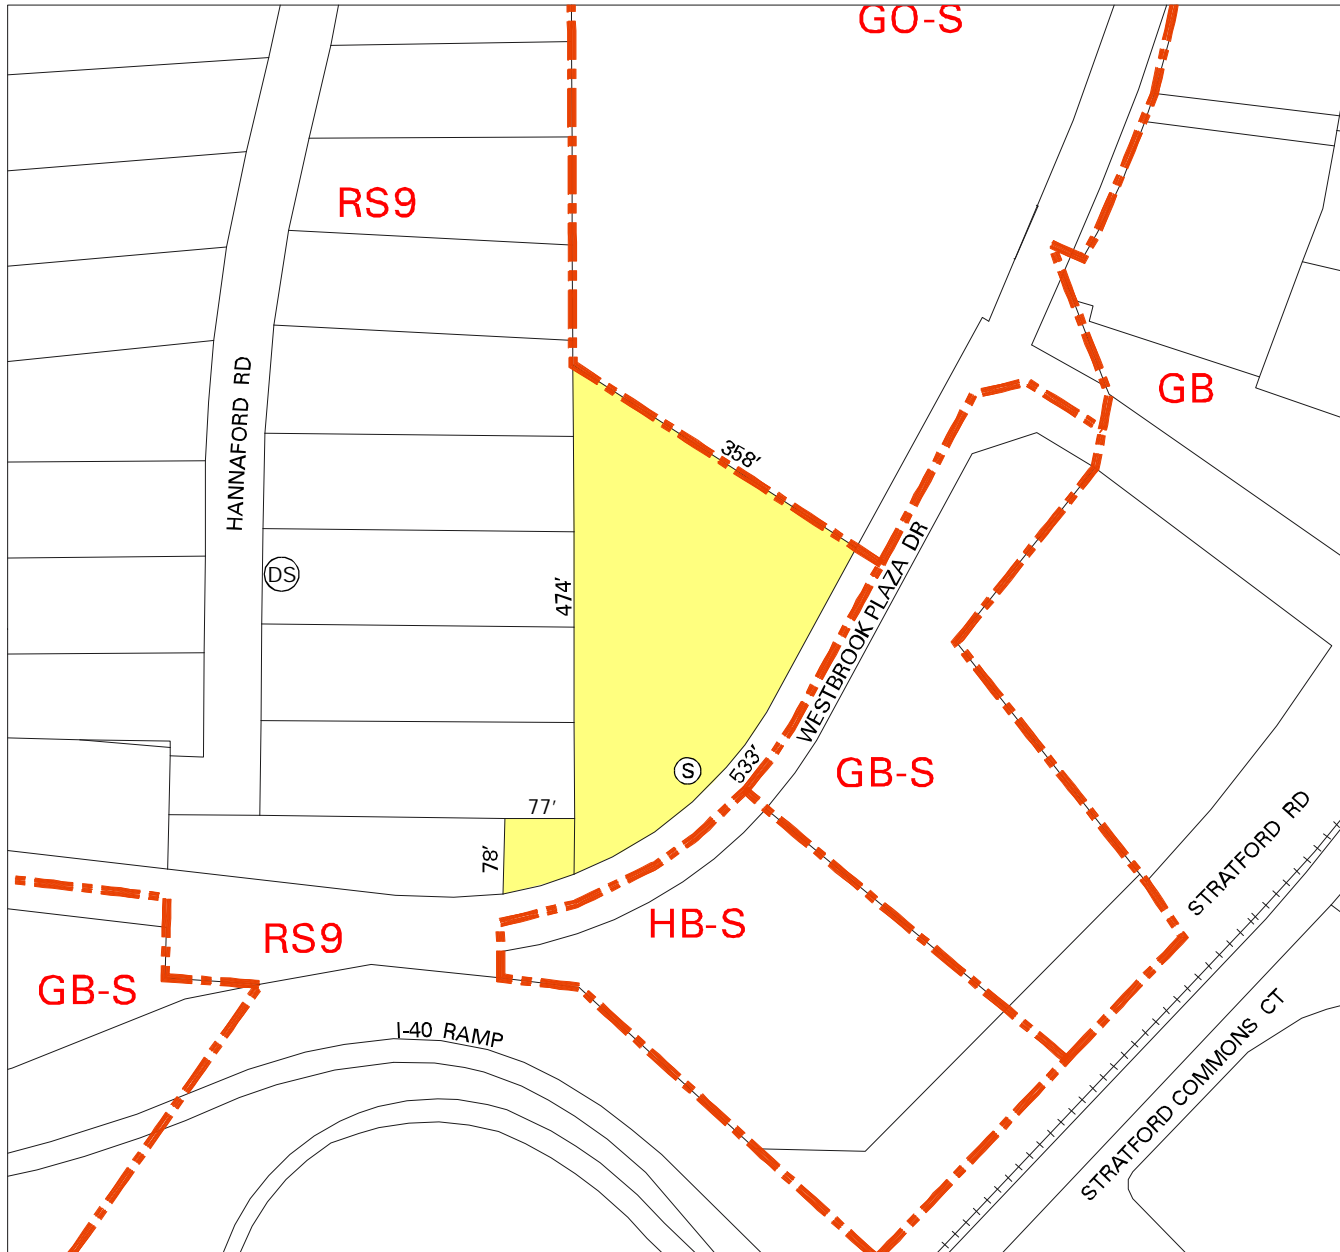 GO-S
RS9
HANNAFORD RD
GB
358'
DS
474'
WESTBROOK PLAZA DR
S
533'
GB-S
77'
78'
STRATFORD RD
HB-S
RS9
GB-S
I-40 RAMP
STRATFORD COMMONS CT